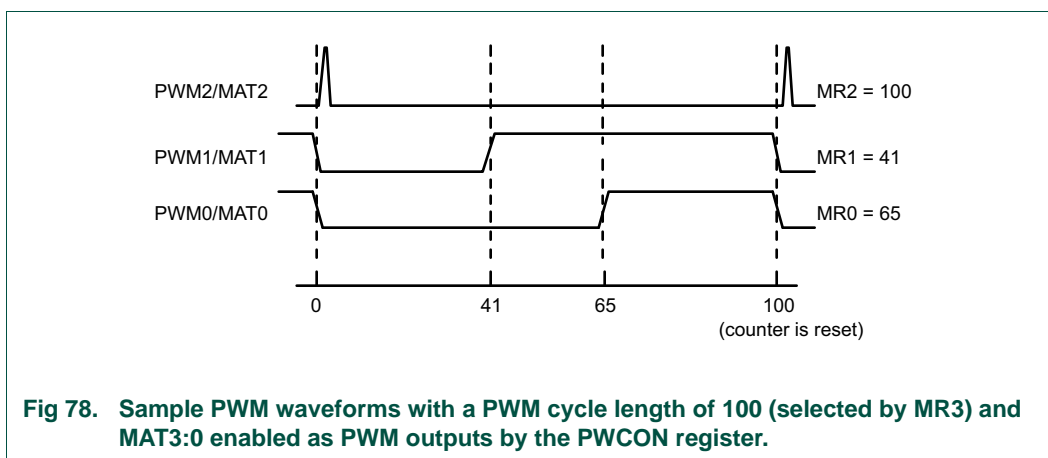 PWM2/MAT2
MR2 = 100
PWM1/MAT1
MR1 = 41
PWM0/MAT0
MR0 = 65
0
41
65
100
(counter is reset)
Fig 78. Sample PWM waveforms with a PWM cycle length of 100 (selected by MR3) and
MAT3:0 enabled as PWM outputs by the PWCON register.